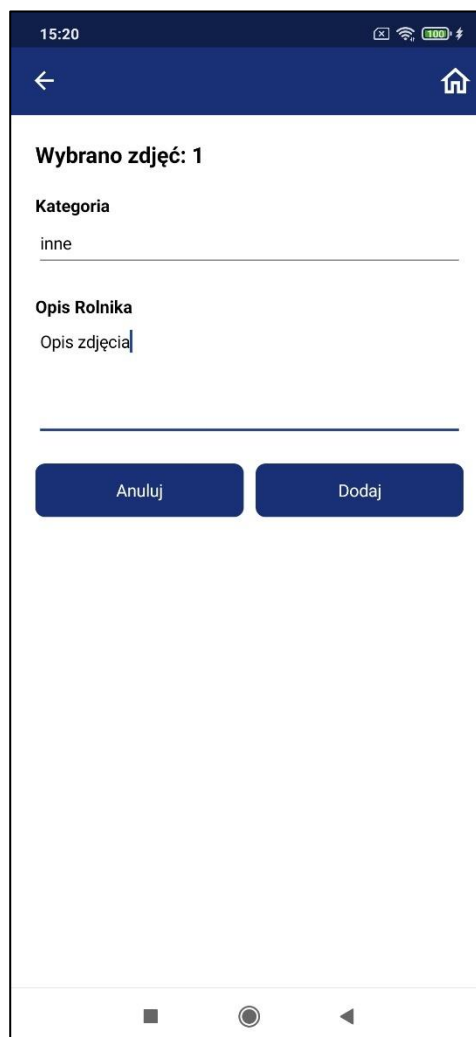 15:20
100
Wybrano zdjęć: 1
Kategoria
inne
Opis Rolnika
Opis zdjęcia
Anuluj Dodaj